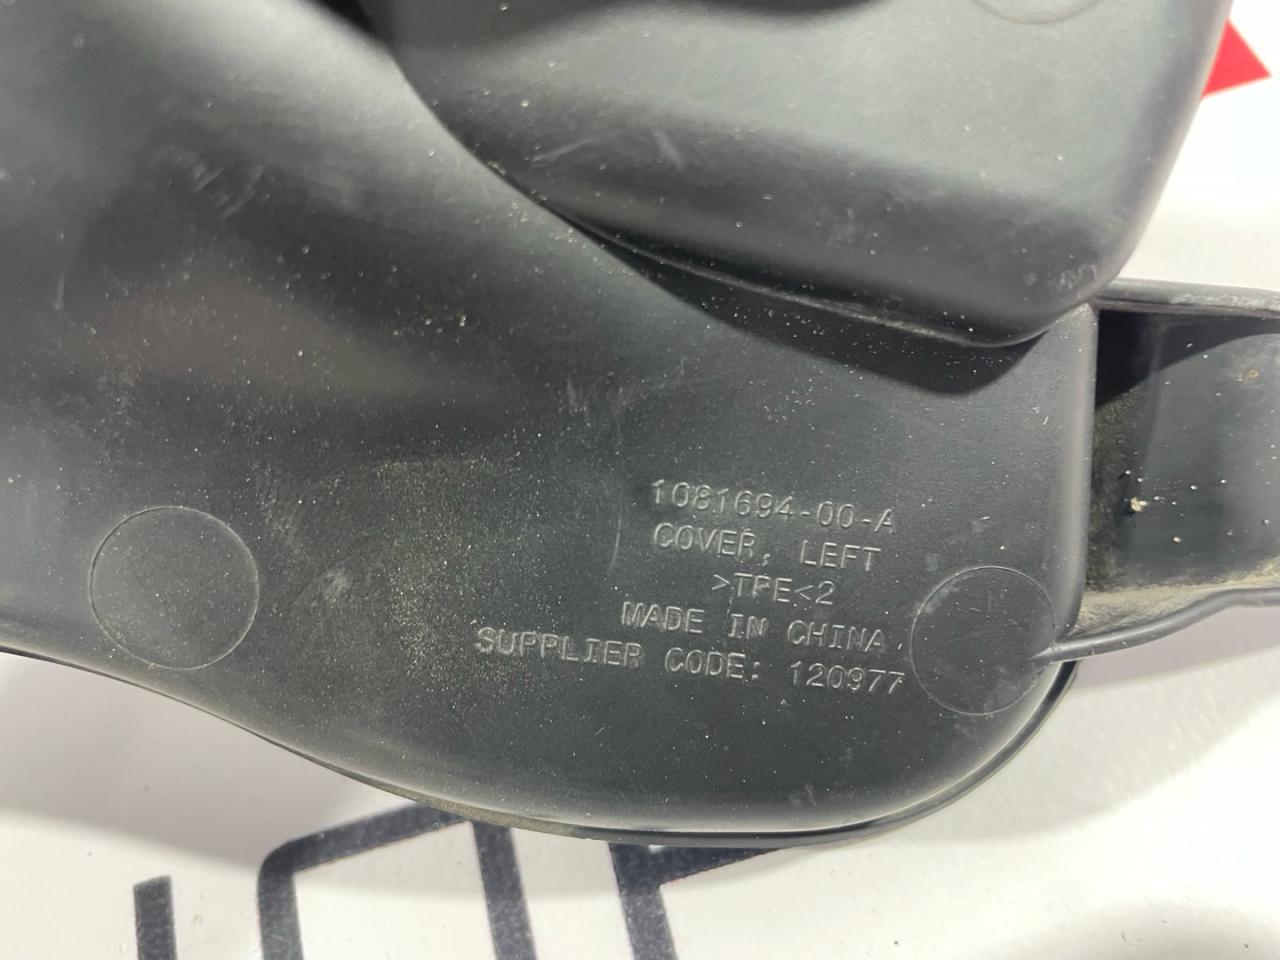 1081694-00-A
COVER, LEFT
>TPE<2
MADE IN CHINA.
SUPPLIER CODE: 120977